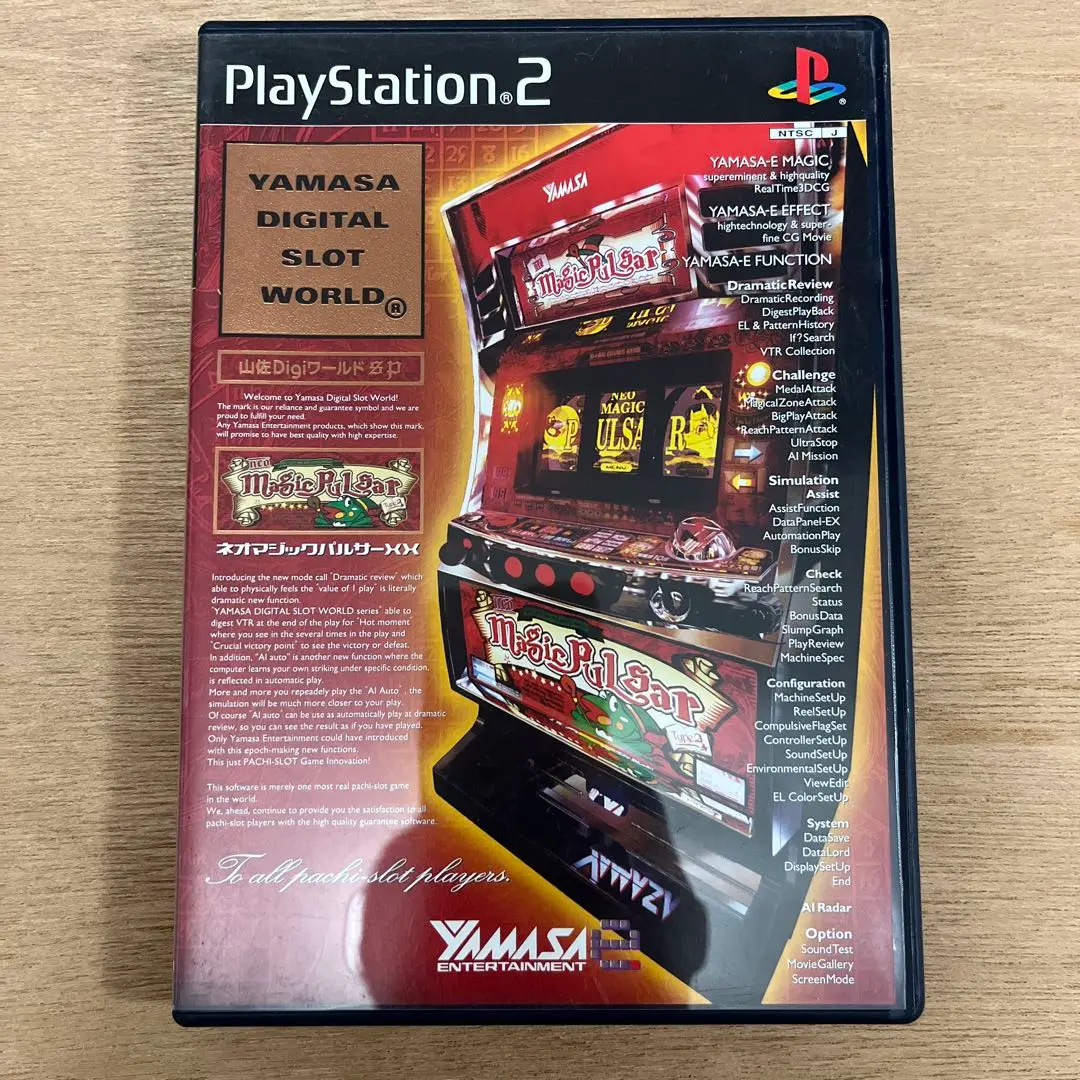 PlayStation®2
NTSC J
YAMASA
DIGITAL
SLOT
WORLD®
山佐Digiワールド SP
Welcome to Yamasa Digital Slot World!
The mark is our reliance and guarantee symbol and we are
proud to fulfill your need.
Any Yamasa Entertainment products, which show this mark,
will promise to have best quality with high expertise.
neo
Magic Pulsar
ネオマジックパルサーXX
Introducing the new mode call "Dramatic review" which
able to physically feels the "value of 1 play" is literally
dramatic new function.
"YAMASA DIGITAL SLOT WORLD series" able to
digest VTR at the end of the play for "Hot moment"
where you see in the several times in the play and
"Crucial victory point" to see the victory or defeat.
In addition, "AI auto" is another new function where the
computer learns your own striking under specific condition,
is reflected in automatic play.
More and more you repeadely play the "AI Auto", the
simulation will be much more closer to your play.
Of course "AI auto" can be use as automatically play at dramatic
review, so you can see the result as if you have played.
Only Yamasa Entertainment could have introduced
with this epoch-making new functions.
This just PACHI-SLOT Game Innovation!
This software is merely one most real pachi-slot game
in the world.
We, ahead, continue to provide you the satisfaction to all
pachi-slot players with the high quality guarantee software.
To all pachi-slot players.
YAMASA
ENTERTAINMENT
YAMASA
Magic Pulsar
NEO
MAGIC
PULSAR
neo
Magic Pulsar
Type 2
YAMASA-E MAGIC
supereminent & highquality
RealTime3DCG
YAMASA-E EFFECT
hightechnology & super-
fine CG Movie
YAMASA-E FUNCTION
DramaticReview
DramaticRecording
DigestPlayBack
EL & PatternHistory
If?Search
VTR Collection
Challenge
MedalAttack
MagicalZoneAttack
BigPlayAttack
ReachPatternAttack
UltraStop
AI Mission
Simulation
Assist
AssistFunction
DataPanel-EX
AutomationPlay
BonusSkip
Check
ReachPatternSearch
Status
BonusData
SlumpGraph
PlayReview
MachineSpec
Configuration
MachineSetUp
ReelSetUp
CompulsiveFlagSet
ControllerSetUp
SoundSetUp
EnvironmentalSetUp
ViewEdit
EL ColorSetUp
System
DataSave
DataLord
DisplaySetUp
End
AI Radar
Option
SoundTest
MovieGallery
ScreenMode